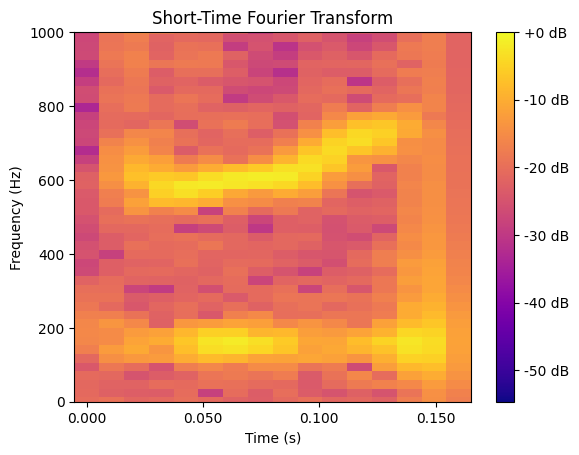 Short-Time Fourier Transform
1000
800
600
400
200
0
Frequency (Hz)
0.000
0.050
0.100
0.150
Time (s)
+0 dB
-10 dB
-20 dB
-30 dB
-40 dB
-50 dB